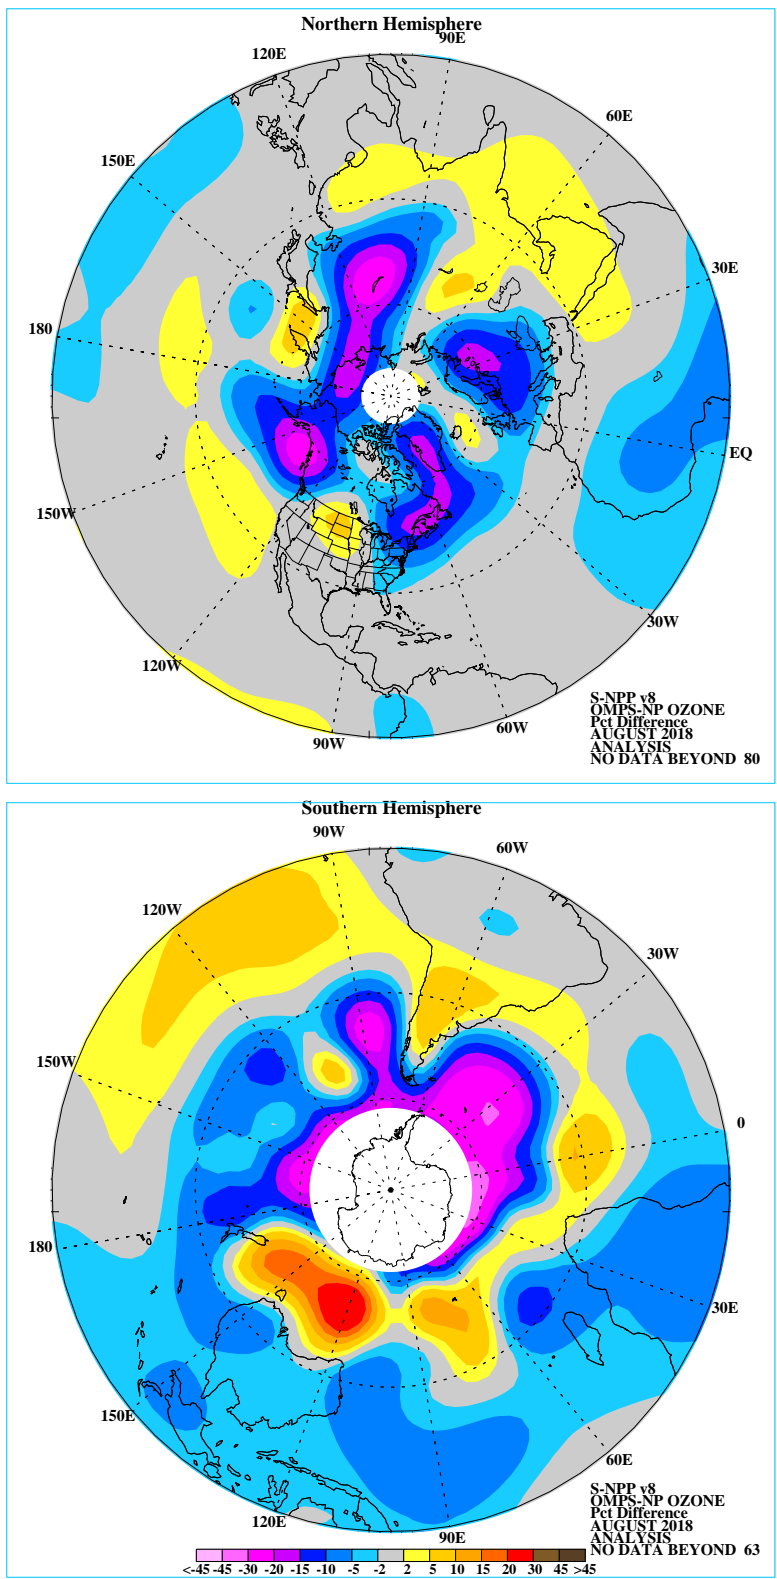 Northern Hemisphere
90E
120E
60E
150E
30E
180
EQ
150W
30W
120W
60W
90W
S-NPP v8
OMPS-NP OZONE
Pct Difference
AUGUST 2018
ANALYSIS
NO DATA BEYOND 80
Southern Hemisphere
90W
60W
120W
30W
150W
0
180
30E
150E
60E
120E
90E
S-NPP v8
OMPS-NP OZONE
Pct Difference
AUGUST 2018
ANALYSIS
NO DATA BEYOND 63
<-45 -45 -30 -20 -15 -10 -5 -2 2 5 10 15 20 30 45 >45